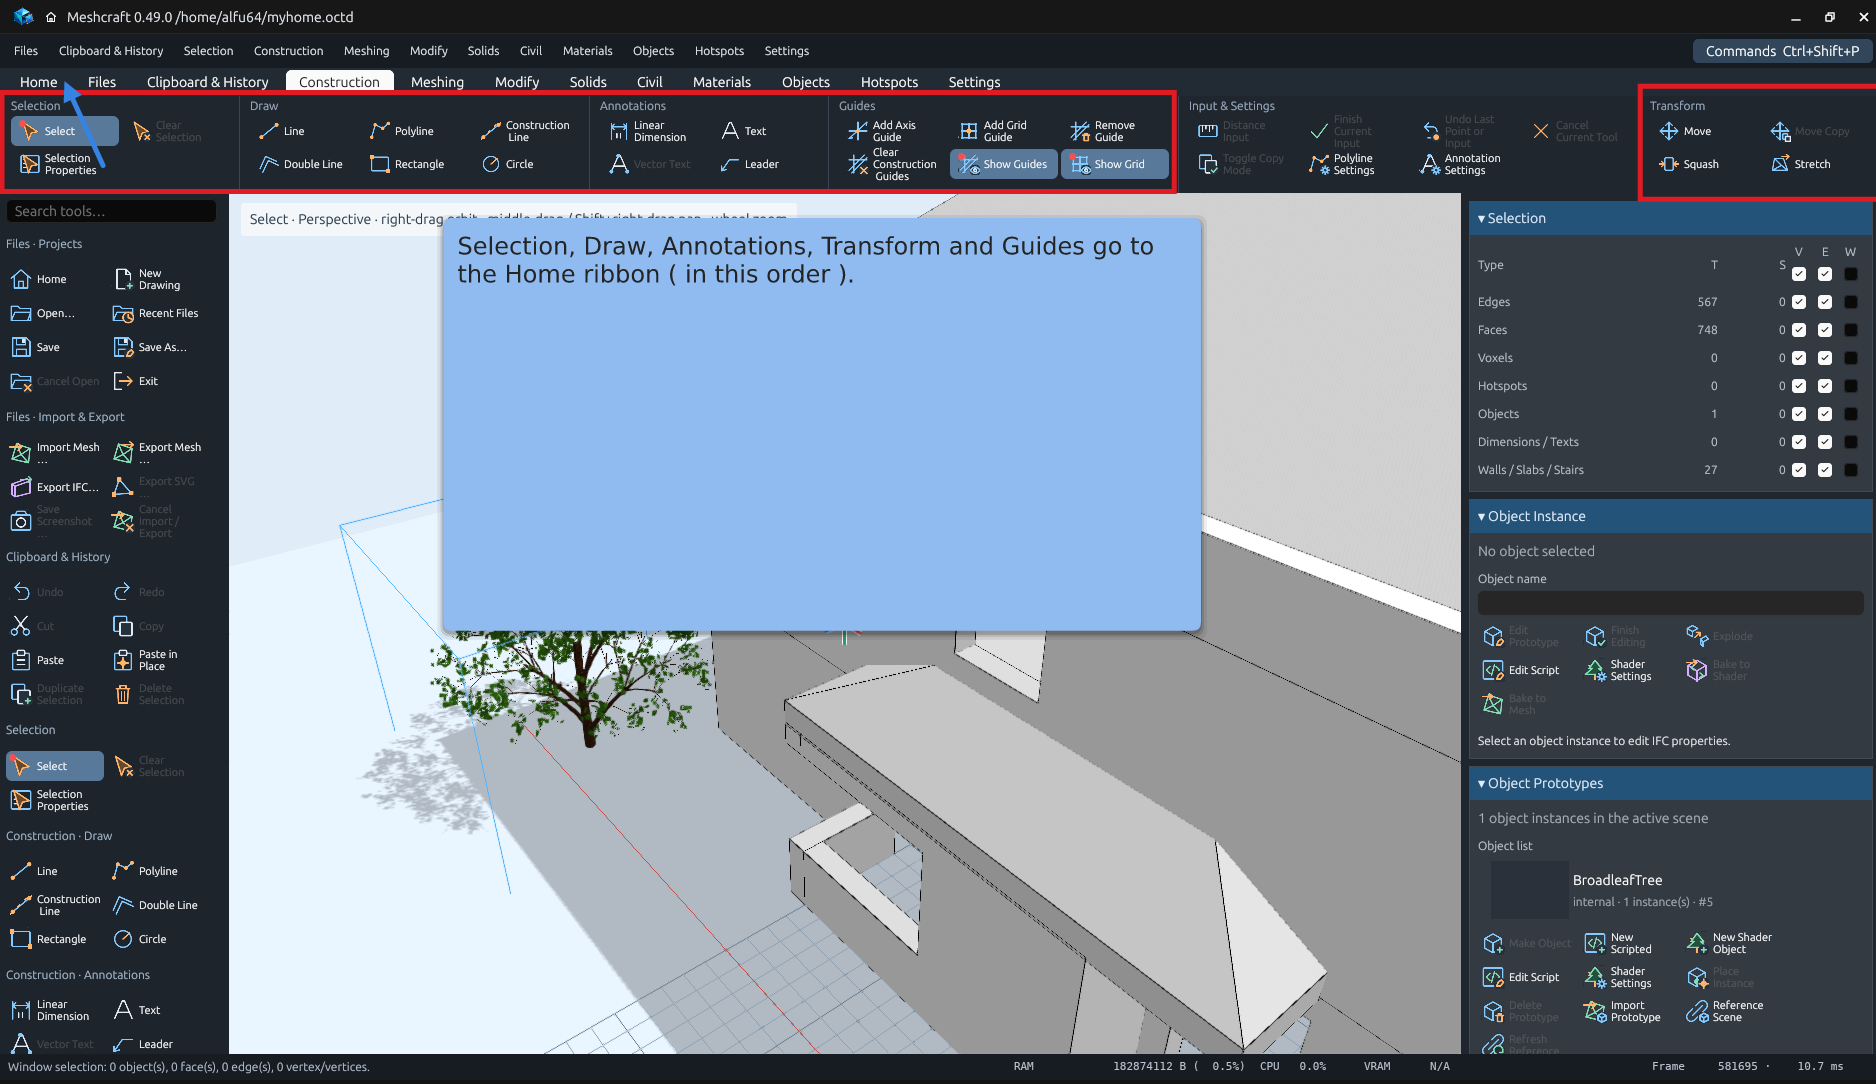 Meshcraft 0.49.0 /home/alfu64/myhome.octd
Files Clipboard & History Selection Construction Meshing Modify Solids Civil Materials Objects Hotspots Settings
Commands Ctrl+Shift+P
Home Files Clipboard & History Construction Meshing Modify Solids Civil Materials Objects Hotspots Settings
Selection
Select
Clear
Selection
Selection
Properties
Draw
Line
Polyline
Construction
Line
Double Line
Rectangle
Circle
Annotations
Linear
Dimension
Text
Vector Text
Leader
Guides
Add Axis
Guide
Add Grid
Guide
Remove
Guide
Clear
Construction
Guides
Show Guides
Show Grid
Input & Settings
Distance
Input
Finish
Current
Input
Undo Last
Point or
Input
Cancel
Current Tool
Toggle Copy
Mode
Polyline
Settings
Annotation
Settings
Transform
Move
Move Copy
Squash
Stretch
Search tools...
Files · Projects
Home
New
Drawing
Open...
Recent Files
Save
Save As...
Cancel Open
Exit
Files · Import & Export
Import Mesh
...
Export Mesh
...
Export IFC...
Export SVG
...
Save
Screenshot
...
Cancel
Import /
Export
Clipboard & History
Undo
Redo
Cut
Copy
Paste
Paste in
Place
Duplicate
Selection
Delete
Selection
Selection
Select
Clear
Selection
Selection
Properties
Construction · Draw
Line
Polyline
Construction
Line
Double Line
Rectangle
Circle
Construction · Annotations
Linear
Dimension
Text
Vector Text
Leader
Select · Perspective · right-drag
Selection, Draw, Annotations, Transform and Guides go to
the Home ribbon ( in this order ).
▾ Selection
V E W
Type T S
Edges 567 0
Faces 748 0
Voxels 0 0
Hotspots 0 0
Objects 1 0
Dimensions / Texts 0 0
Walls / Slabs / Stairs 27 0
▾ Object Instance
No object selected
Object name
Edit
Prototype
Finish
Editing
Explode
Edit Script
Shader
Settings
Bake to
Shader
Bake to
Mesh
Select an object instance to edit IFC properties.
▾ Object Prototypes
1 object instances in the active scene
Object list
BroadleafTree
internal · 1 instance(s) · #5
Make Object
New
Scripted
New Shader
Object
Edit Script
Shader
Settings
Place
Instance
Delete
Prototype
Import
Prototype
Reference
Scene
Refresh
Reference
Window selection: 0 object(s), 0 face(s), 0 edge(s), 0 vertex/vertices.
RAM 182874112 B ( 0.5%) CPU 0.0% VRAM N/A
Frame 581695 · 10.7 ms